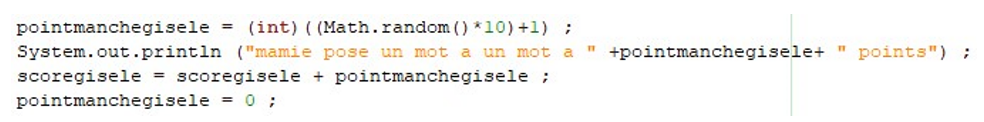 pointmanchegisele = (int)((Math.random()*10)+1) ;
System.out.println ("mamie pose un mot a un mot a " +pointmanchegisele+ " points") ;
scoregisele = scoregisele + pointmanchegisele ;
pointmanchegisele = 0 ;